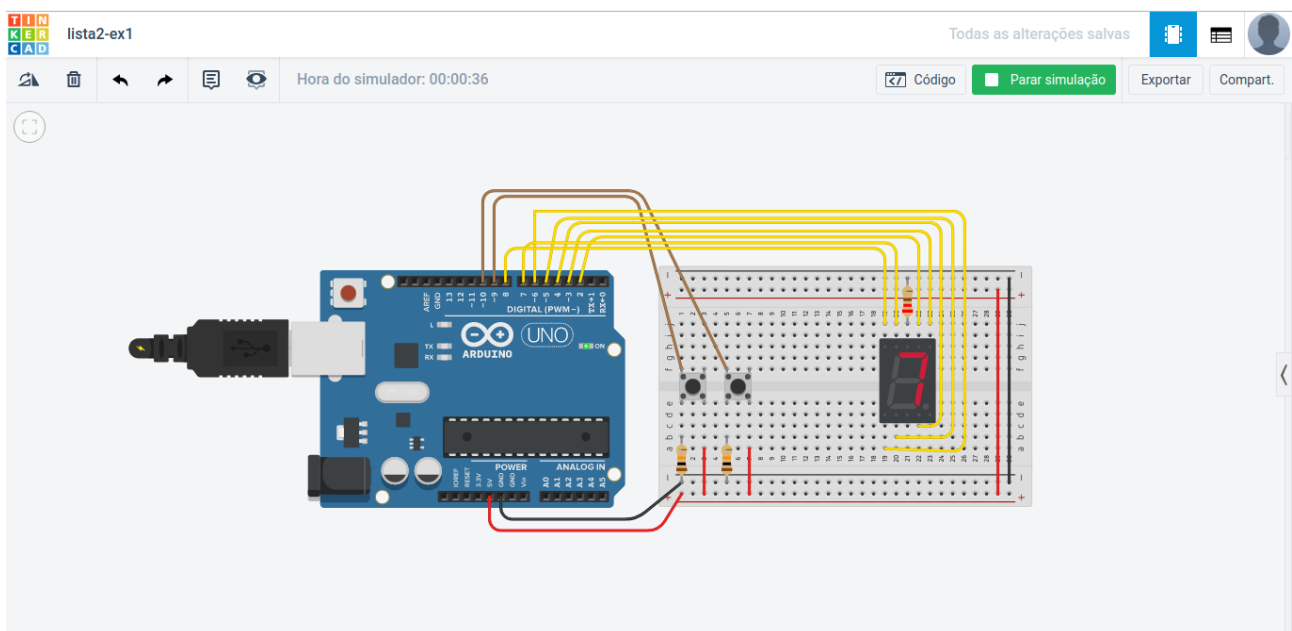 TIN
KER
CAD
lista2-ex1
Todas as alterações salvas
Hora do simulador: 00:00:36
Código
Parar simulação
Exportar
Compart.
AREF
GND
13
12
~11
~10
~9
8
7
~6
~5
4
~3
2
TX→1
RX←0
DIGITAL (PWM~)
L
TX
RX
ARDUINO
UNO
ON
POWER
ANALOG IN
IOREF
RESET
3.3V
5V
GND
GND
Vin
A0
A1
A2
A3
A4
A5
7